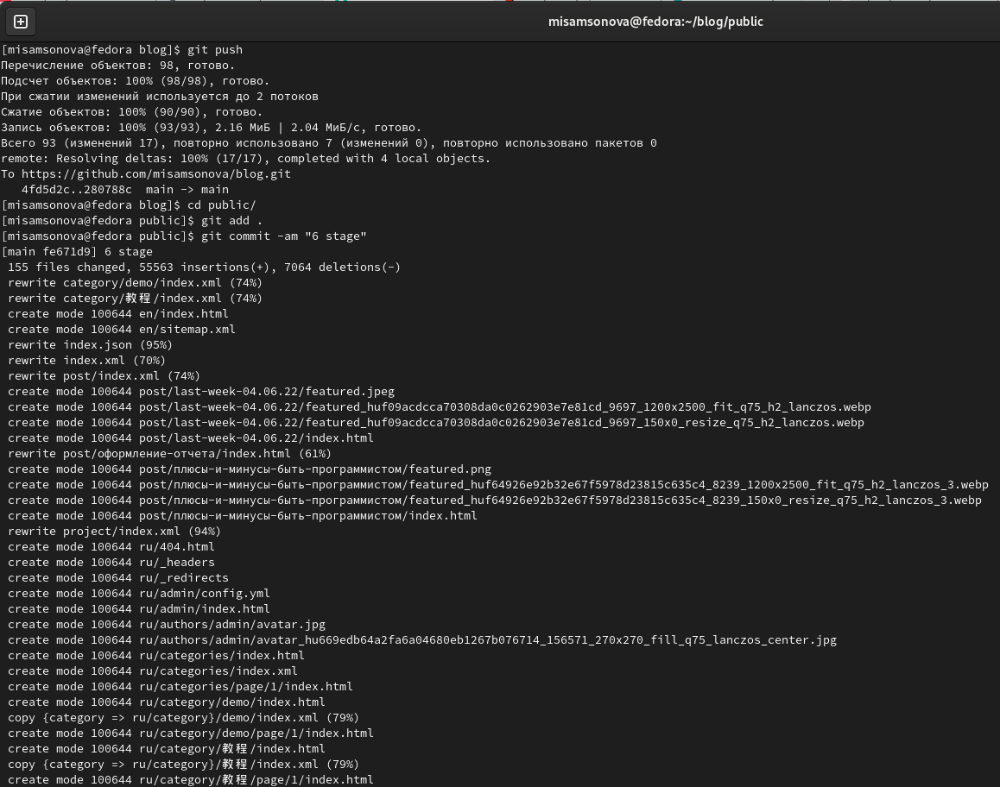 misamsonova@fedora:~/blog/public
[misamsonova@fedora blog]$ git push
Перечисление объектов: 98, готово.
Подсчет объектов: 100% (98/98), готово.
При сжатии изменений используется до 2 потоков
Сжатие объектов: 100% (90/90), готово.
Запись объектов: 100% (93/93), 2.16 МиБ | 2.04 МиБ/с, готово.
Всего 93 (изменений 17), повторно использовано 7 (изменений 0), повторно использовано пакетов 0
remote: Resolving deltas: 100% (17/17), completed with 4 local objects.
To https://github.com/misamsonova/blog.git
   4fd5d2c..280788c  main -> main
[misamsonova@fedora blog]$ cd public/
[misamsonova@fedora public]$ git add .
[misamsonova@fedora public]$ git commit -am "6 stage"
[main fe671d9] 6 stage
 155 files changed, 55563 insertions(+), 7064 deletions(-)
 rewrite category/demo/index.xml (74%)
 rewrite category/教程/index.xml (74%)
 create mode 100644 en/index.html
 create mode 100644 en/sitemap.xml
 rewrite index.json (95%)
 rewrite index.xml (70%)
 rewrite post/index.xml (74%)
 create mode 100644 post/last-week-04.06.22/featured.jpeg
 create mode 100644 post/last-week-04.06.22/featured_huf09acdcca70308da0c0262903e7e81cd_9697_1200x2500_fit_q75_h2_lanczos.webp
 create mode 100644 post/last-week-04.06.22/featured_huf09acdcca70308da0c0262903e7e81cd_9697_150x0_resize_q75_h2_lanczos.webp
 create mode 100644 post/last-week-04.06.22/index.html
 rewrite post/оформление-отчета/index.html (61%)
 create mode 100644 post/плюсы-и-минусы-быть-программистом/featured.png
 create mode 100644 post/плюсы-и-минусы-быть-программистом/featured_huf64926e92b32e67f5978d23815c635c4_8239_1200x2500_fit_q75_h2_lanczos_3.webp
 create mode 100644 post/плюсы-и-минусы-быть-программистом/featured_huf64926e92b32e67f5978d23815c635c4_8239_150x0_resize_q75_h2_lanczos_3.webp
 create mode 100644 post/плюсы-и-минусы-быть-программистом/index.html
 rewrite project/index.xml (94%)
 create mode 100644 ru/404.html
 create mode 100644 ru/_headers
 create mode 100644 ru/_redirects
 create mode 100644 ru/admin/config.yml
 create mode 100644 ru/admin/index.html
 create mode 100644 ru/authors/admin/avatar.jpg
 create mode 100644 ru/authors/admin/avatar_hu669edb64a2fa6a04680eb1267b076714_156571_270x270_fill_q75_lanczos_center.jpg
 create mode 100644 ru/categories/index.html
 create mode 100644 ru/categories/index.xml
 create mode 100644 ru/categories/page/1/index.html
 create mode 100644 ru/category/demo/index.html
 copy {category => ru/category}/demo/index.xml (79%)
 create mode 100644 ru/category/demo/page/1/index.html
 create mode 100644 ru/category/教程/index.html
 copy {category => ru/category}/教程/index.xml (79%)
 create mode 100644 ru/category/教程/page/1/index.html